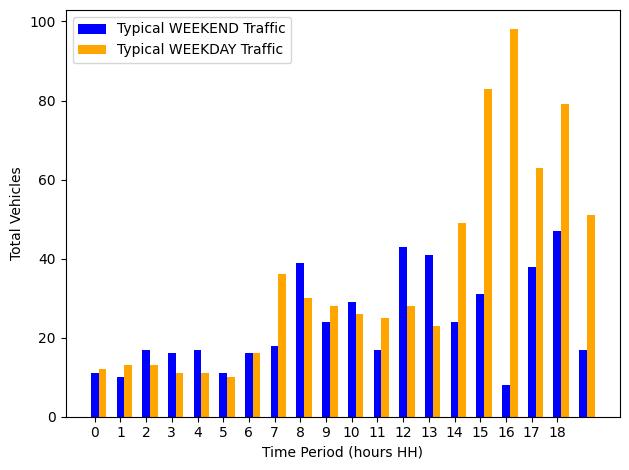 Typical WEEKEND Traffic
Typical WEEKDAY Traffic
100
80
60
40
20
0
Total Vehicles
0 1 2 3 4 5 6 7 8 9 10 11 12 13 14 15 16 17 18
Time Period (hours HH)